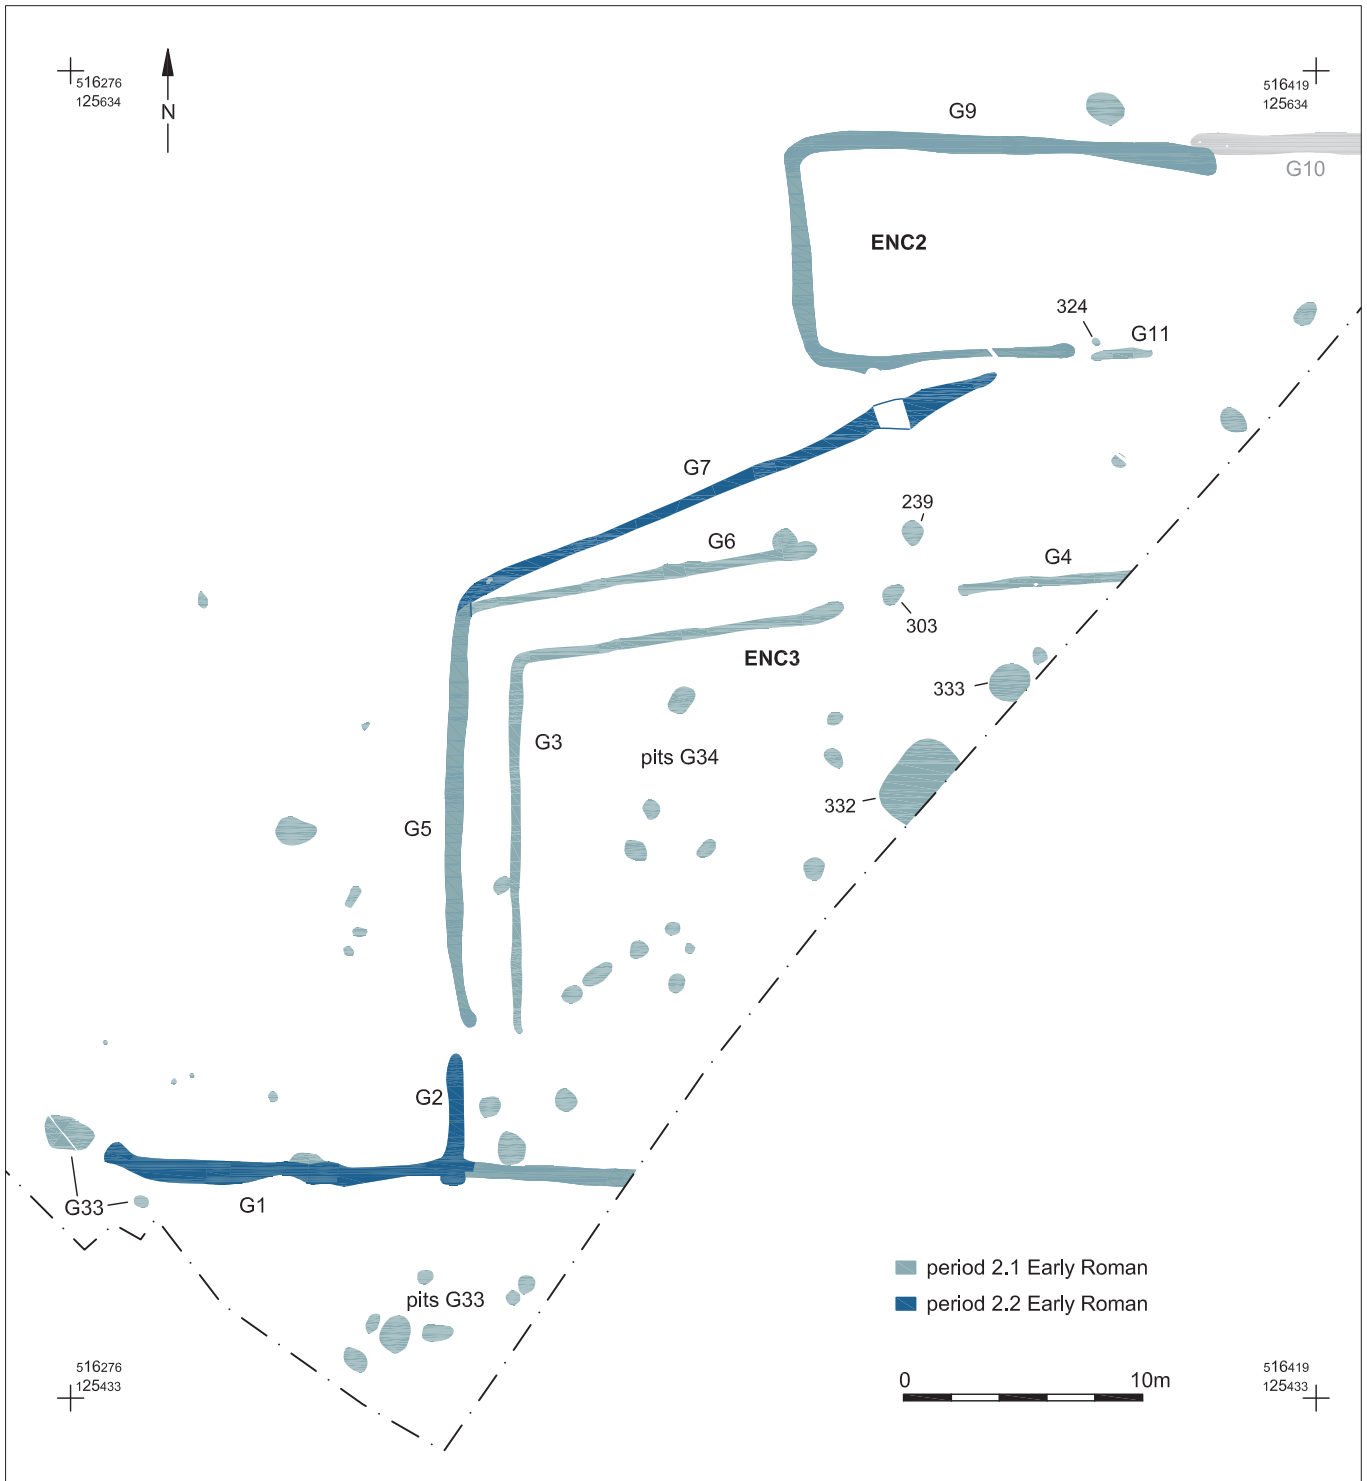 516276
125634
N
516419
125634
G9
G10
ENC2
324
G11
G7
239
G6
G4
303
ENC3
333
G3
pits G34
332
G5
G2
G33
G1
period 2.1 Early Roman
pits G33
period 2.2 Early Roman
516276
125433
0 10m
516419
125433